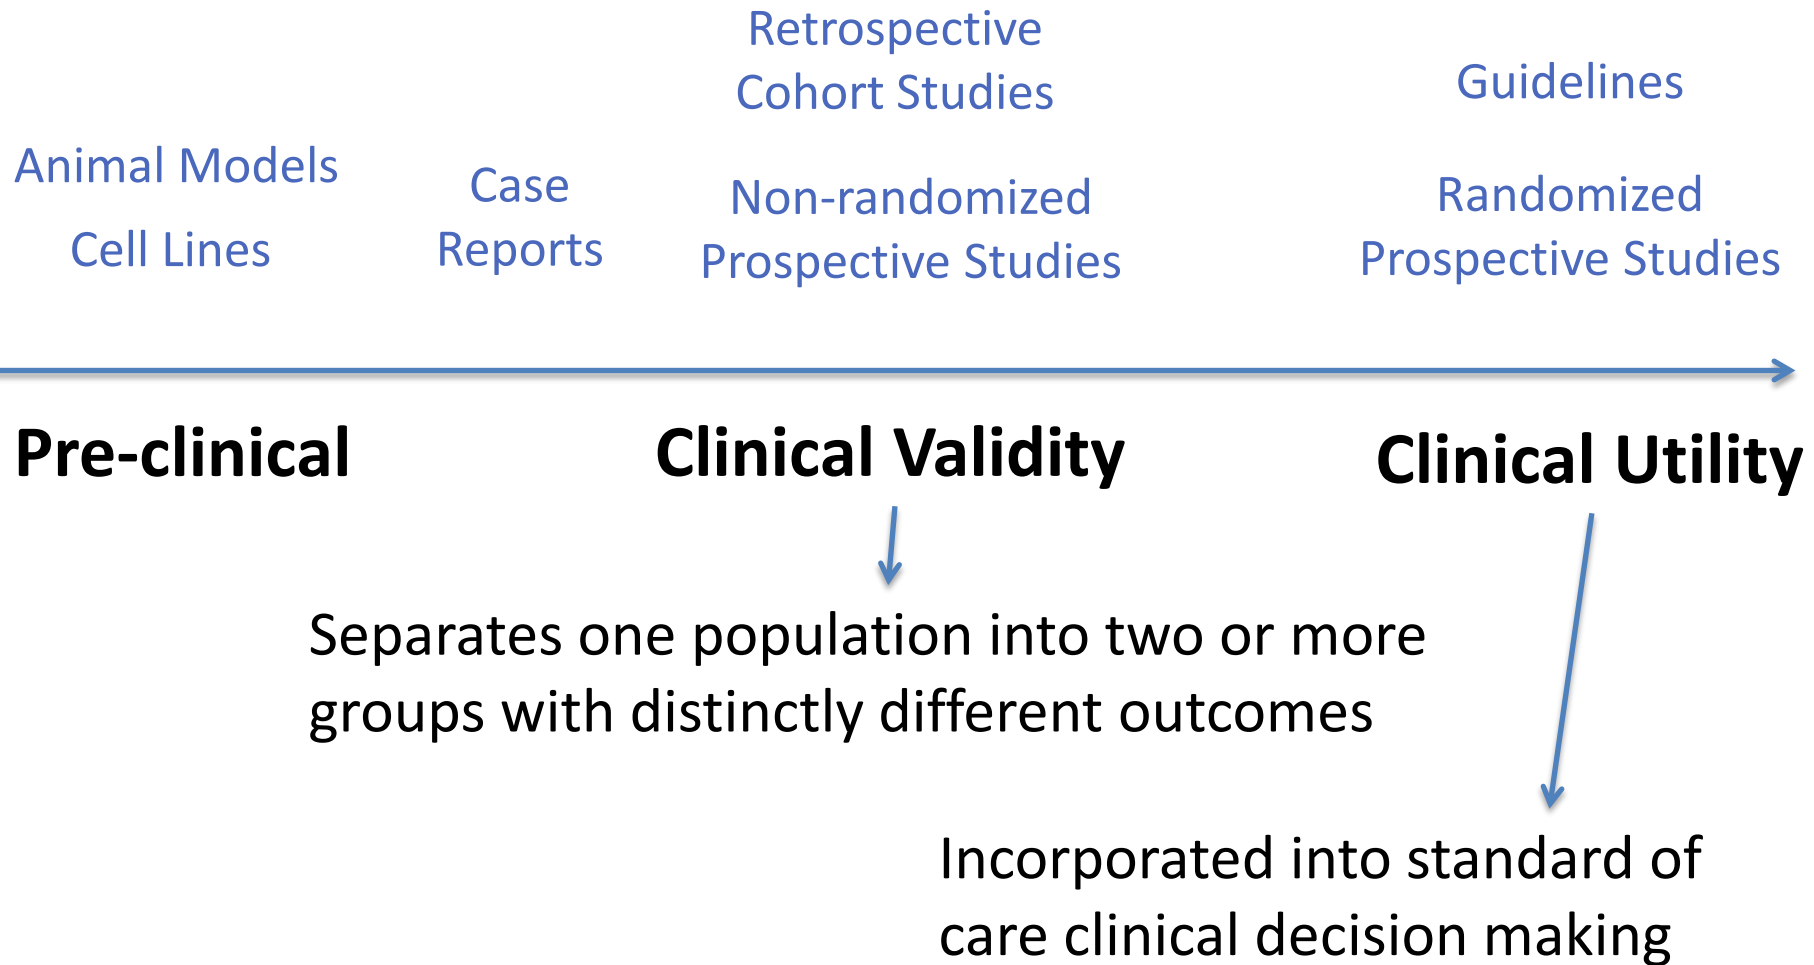 Retrospective
Cohort Studies
Guidelines
Animal Models
Case
Reports
Non-randomized
Prospective Studies
Randomized
Prospective Studies
Cell Lines
Pre-clinical
Clinical Validity
Clinical Utility
Separates one population into two or more
groups with distinctly different outcomes
Incorporated into standard of
care clinical decision making